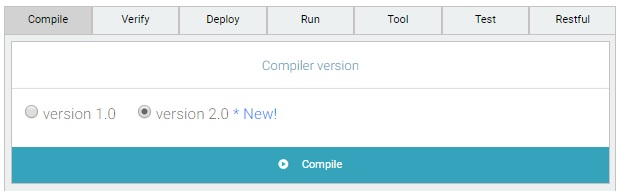 Compile Verify Deploy Run Tool Test Restful
Compiler version
version 1.0 version 2.0 * New!
Compile